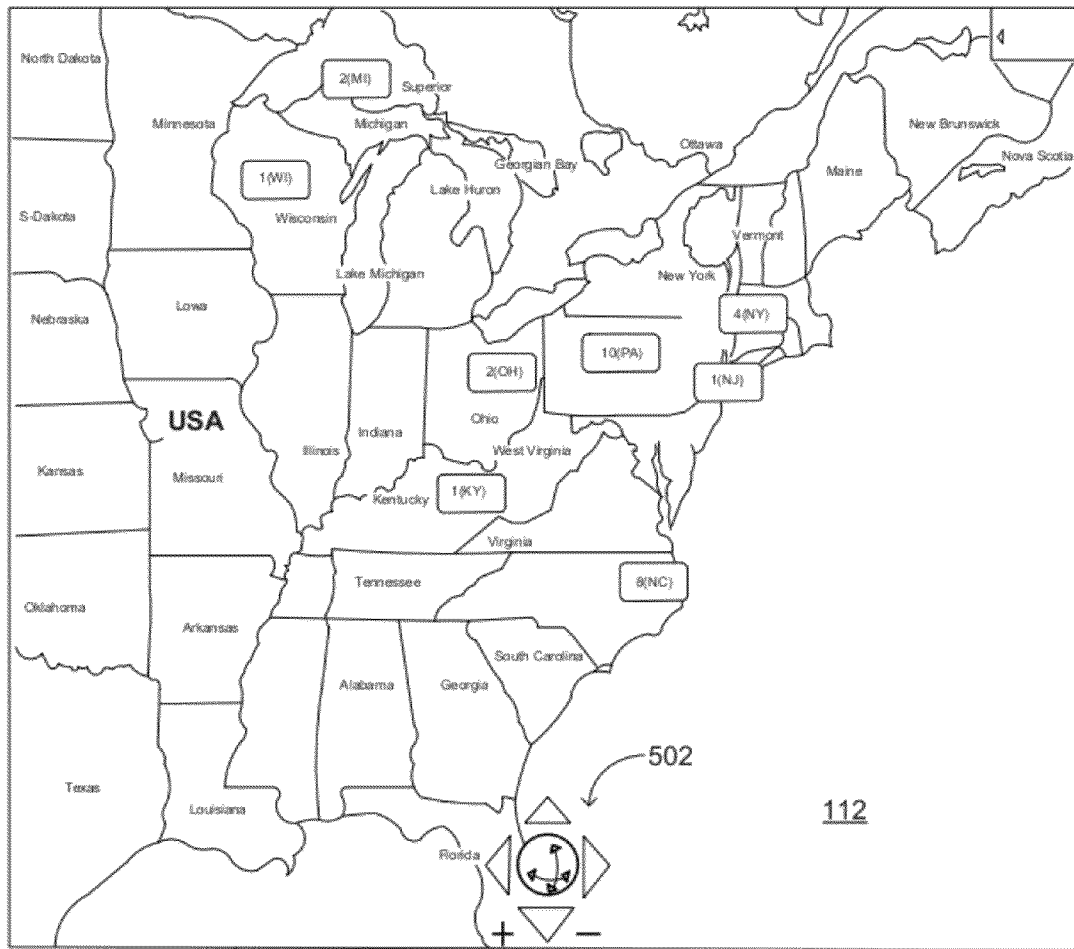 North Dakota
2(MI)
Superior
Minnesota
Michigan
New Brunswick
Ottawa
Georgian Bay
Nova Scotia
Maine
1(WI)
Lake Huron
S-Dakota
Wisconsin
Vermont
Lake Michigan
New York
Iowa
Nebraska
4(NY)
10(PA)
2(OH)
1(NJ)
USA
Ohio
Indiana
Illinois
West Virginia
Kansas
Missouri
Kentucky
1(KY)
Virginia
Tennessee
8(NC)
Oklahoma
Arkansas
South Carolina
Alabama
Georgia
502
Texas
Louisiana
112
Florida
+
−